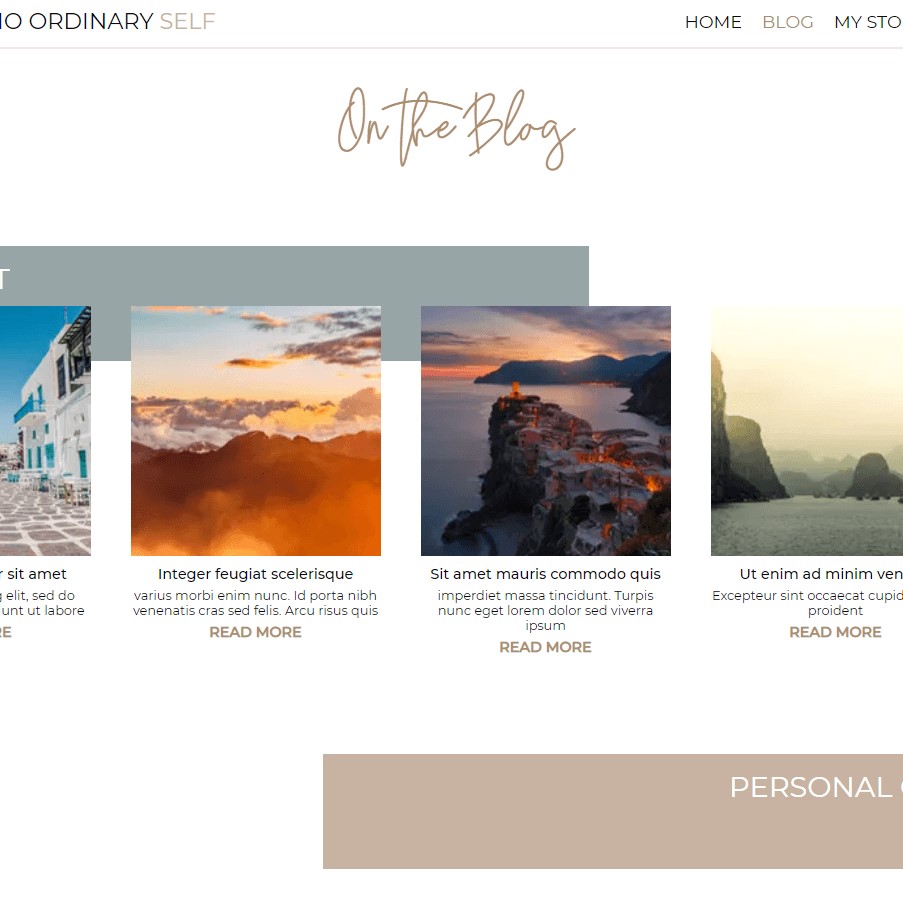 NO ORDINARY SELF
HOME BLOG MY STO
On the Blog
T
r sit amet
g elit, sed do
unt ut labore
RE
Integer feugiat scelerisque
varius morbi enim nunc. Id porta nibh
venenatis cras sed felis. Arcu risus quis
READ MORE
Sit amet mauris commodo quis
imperdiet massa tincidunt. Turpis
nunc eget lorem dolor sed viverra
ipsum
READ MORE
Ut enim ad minim ven
Excepteur sint occaecat cupid
proident
READ MORE
PERSONAL